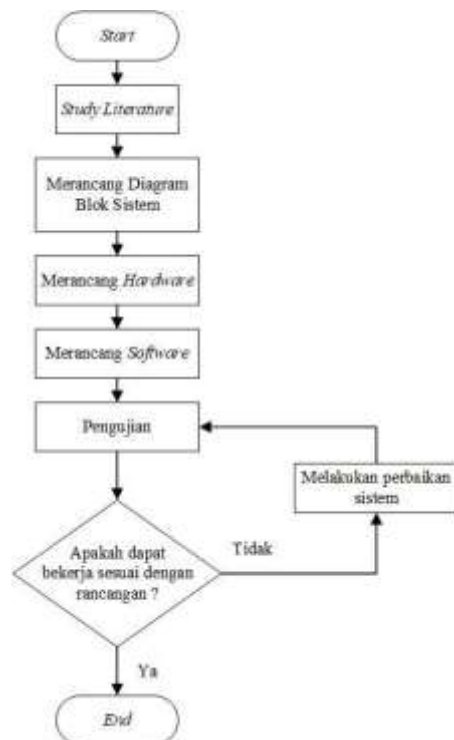 Start
Study Literature
Merancang Diagram
Blok Sistem
Merancang Hardware
Merancang Software
Pengujian
Melakukan perbaikan
sistem
Apakah dapat
bekerja sesuai dengan
rancangan ?
Tidak
Ya
End